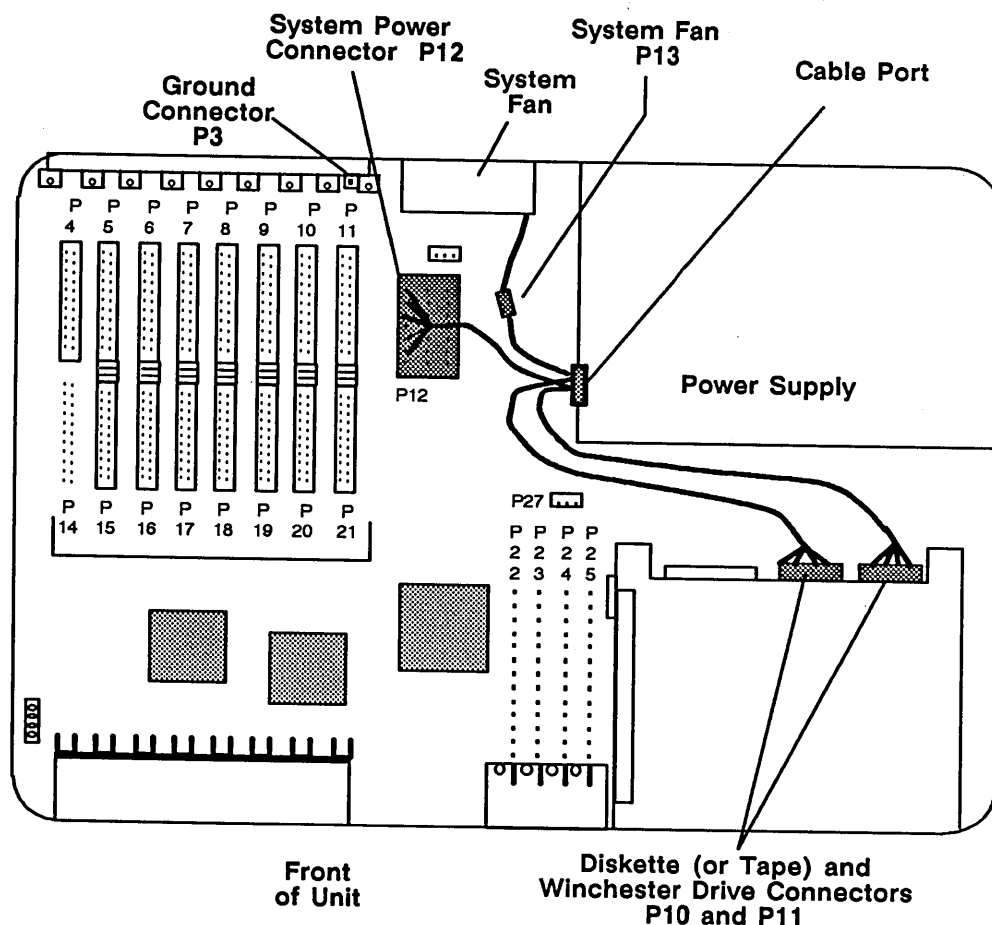 System Power
Connector P12
System Fan
P13
System
Fan
Cable Port
Ground
Connector
P3
P P P P P P P P
4 5 6 7 8 9 10 11
P12
Power Supply
P P P P P P P P
14 15 16 17 18 19 20 21
P27
P P P P
2 2 2 2
2 3 4 5
Front
of Unit
Diskette (or Tape) and
Winchester Drive Connectors
P10 and P11